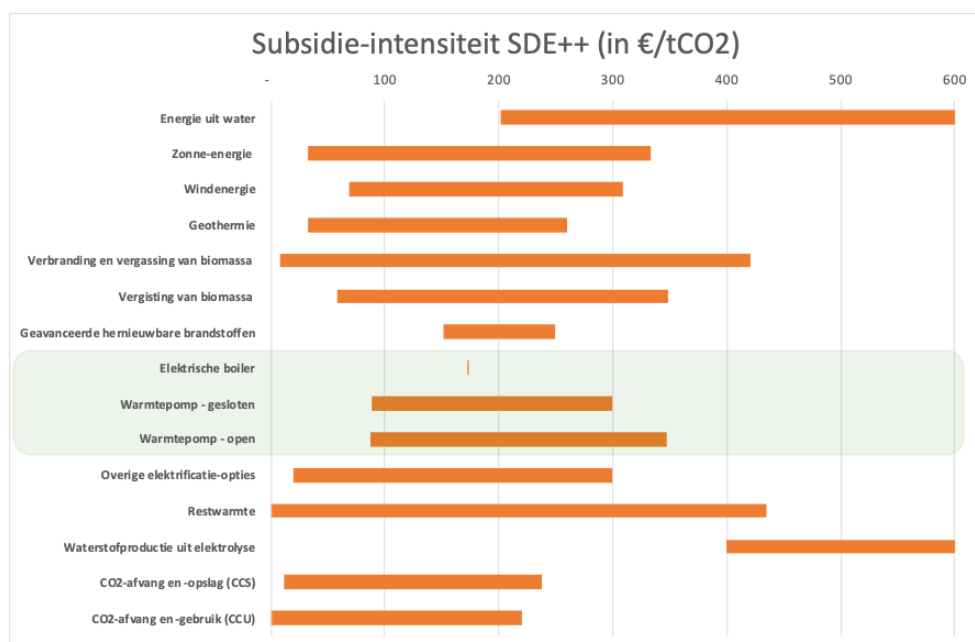 Subsidie-intensiteit SDE++ (in €/tCO2)
- 100 200 300 400 500 600
Energie uit water
Zonne-energie
Windenergie
Geothermie
Verbranding en vergassing van biomassa
Vergisting van biomassa
Geavanceerde hernieuwbare brandstoffen
Elektrische boiler
Warmtepomp - gesloten
Warmtepomp - open
Overige elektrificatie-opties
Restwarmte
Waterstofproductie uit elektrolyse
CO2-afvang en -opslag (CCS)
CO2-afvang en -gebruik (CCU)